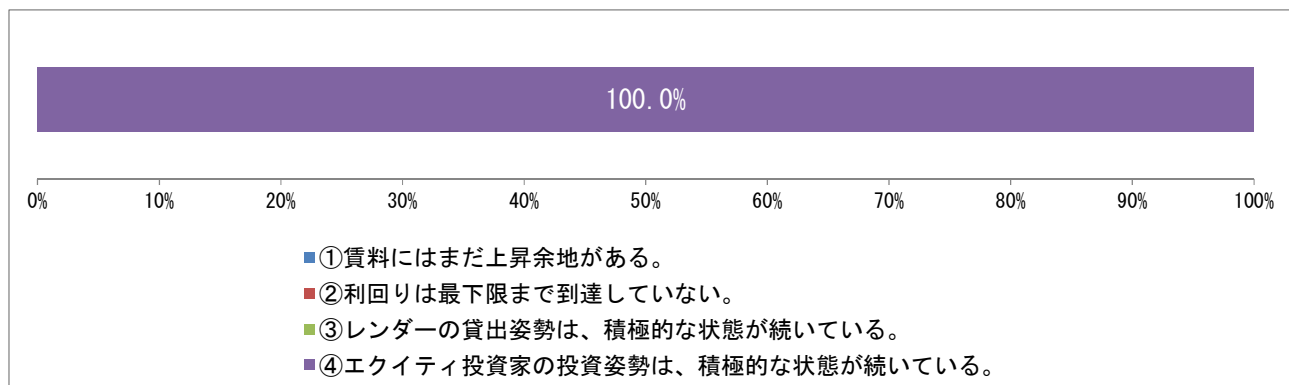 100.0%
0% 10% 20% 30% 40% 50% 60% 70% 80% 90% 100%
①賃料にはまだ上昇余地がある。
②利回りは最下限まで到達していない。
③レンダーの貸出姿勢は、積極的な状態が続いている。
④エクイティ投資家の投資姿勢は、積極的な状態が続いている。